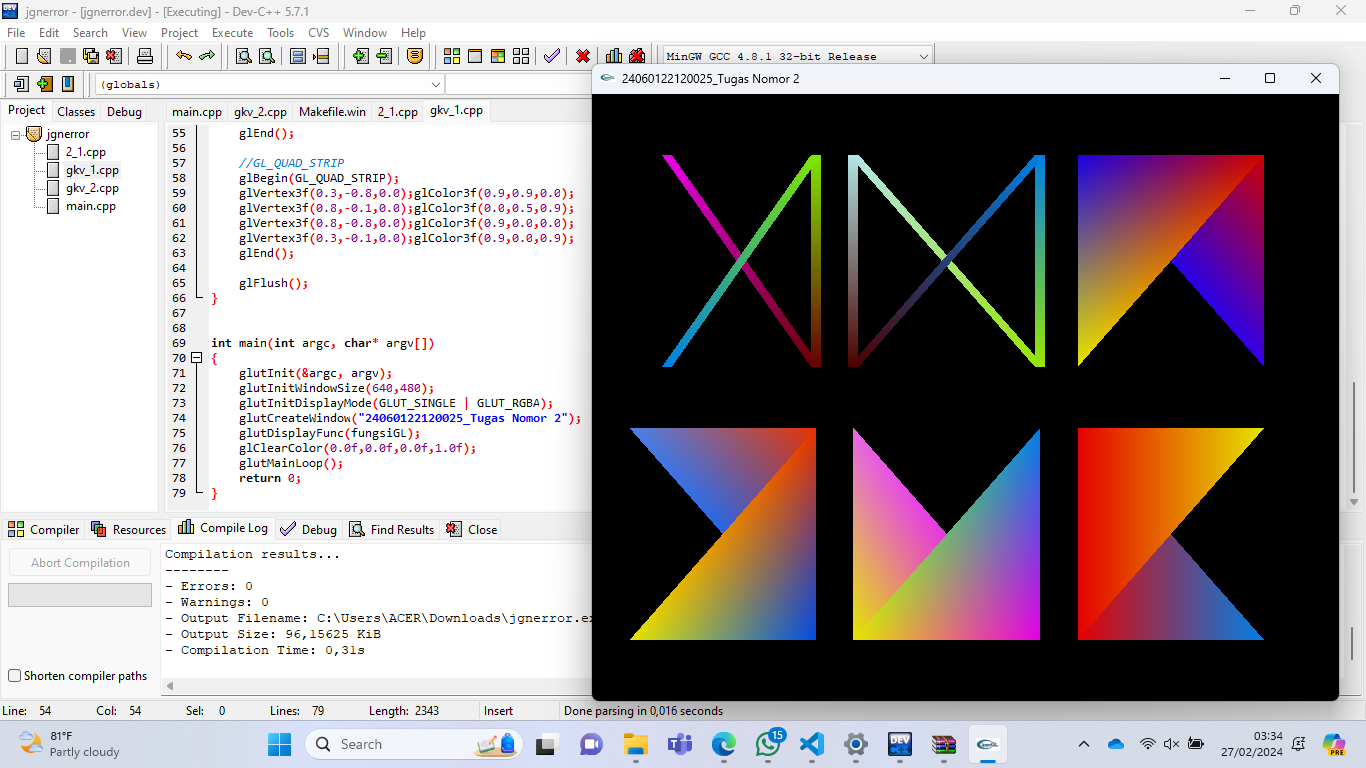 jgnerror - [jgnerror.dev] - [Executing] - Dev-C++ 5.7.1
File Edit Search View Project Execute Tools CVS Window Help
MinGW GCC 4.8.1 32-bit Release
(globals)
24060122120025_Tugas Nomor 2
Project Classes Debug
main.cpp gkv_2.cpp Makefile.win 2_1.cpp gkv_1.cpp
jgnerror
2_1.cpp
gkv_1.cpp
gkv_2.cpp
main.cpp
55 glEnd();
56
57 //GL_QUAD_STRIP
58 glBegin(GL_QUAD_STRIP);
59 glVertex3f(0.3,-0.8,0.0);glColor3f(0.9,0.9,0.0);
60 glVertex3f(0.8,-0.1,0.0);glColor3f(0.0,0.5,0.9);
61 glVertex3f(0.8,-0.8,0.0);glColor3f(0.9,0.0,0.0);
62 glVertex3f(0.3,-0.1,0.0);glColor3f(0.9,0.0,0.9);
63 glEnd();
64
65 glFlush();
66 }
67
68
69 int main(int argc, char* argv[])
70 {
71 glutInit(&argc, argv);
72 glutInitWindowSize(640,480);
73 glutInitDisplayMode(GLUT_SINGLE | GLUT_RGBA);
74 glutCreateWindow("24060122120025_Tugas Nomor 2");
75 glutDisplayFunc(fungsiGL);
76 glClearColor(0.0f,0.0f,0.0f,1.0f);
77 glutMainLoop();
78 return 0;
79 }
Compiler Resources Compile Log Debug Find Results Close
Abort Compilation
Shorten compiler paths
Compilation results...
--------
- Errors: 0
- Warnings: 0
- Output Filename: C:\Users\ACER\Downloads\jgnerror.ex
- Output Size: 96,15625 KiB
- Compilation Time: 0,31s
Line: 54 Col: 54 Sel: 0 Lines: 79 Length: 2343 Insert Done parsing in 0,016 seconds
81°F
Partly cloudy
Search
DEV
15
PRE
03:34
27/02/2024